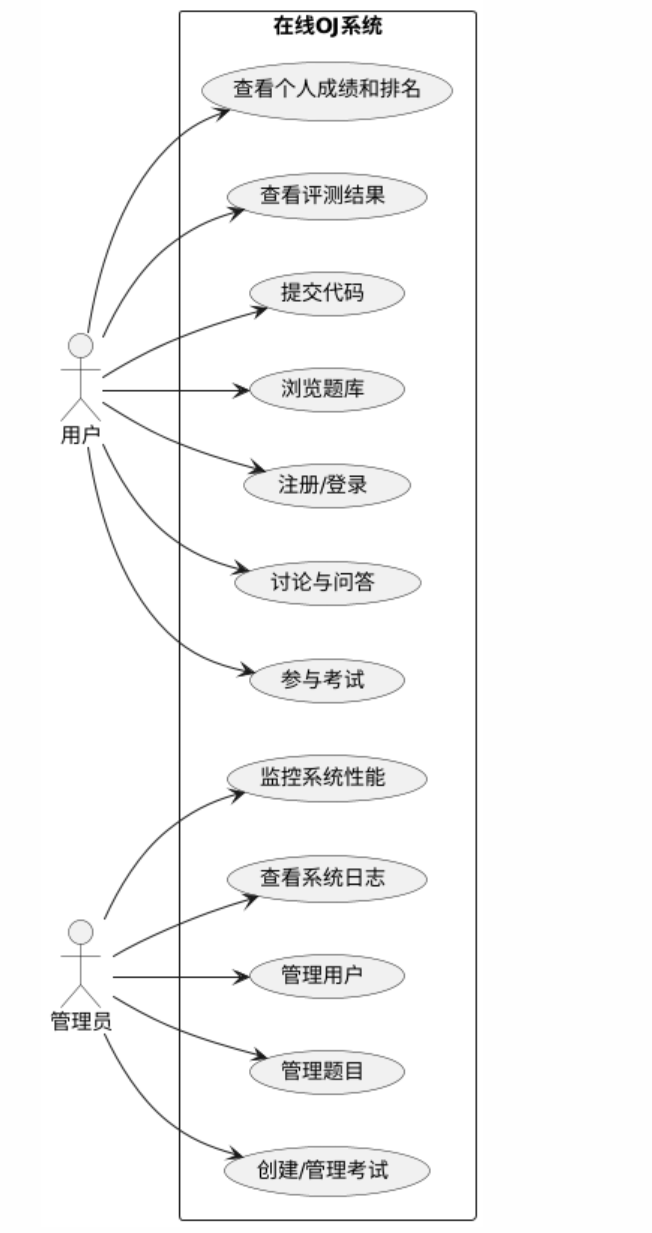 在线OJ系统
查看个人成绩和排名
查看评测结果
提交代码
浏览题库
用户
注册/登录
讨论与问答
参与考试
监控系统性能
查看系统日志
管理用户
管理员
管理题目
创建/管理考试